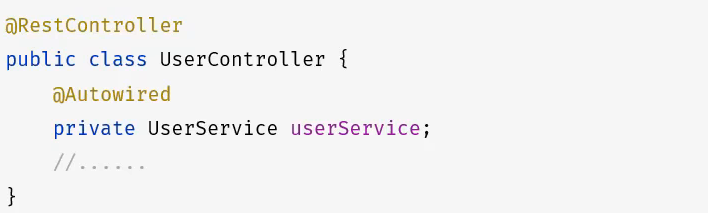 @RestController
public class UserController {
    @Autowired
    private UserService userService;
    //......
}